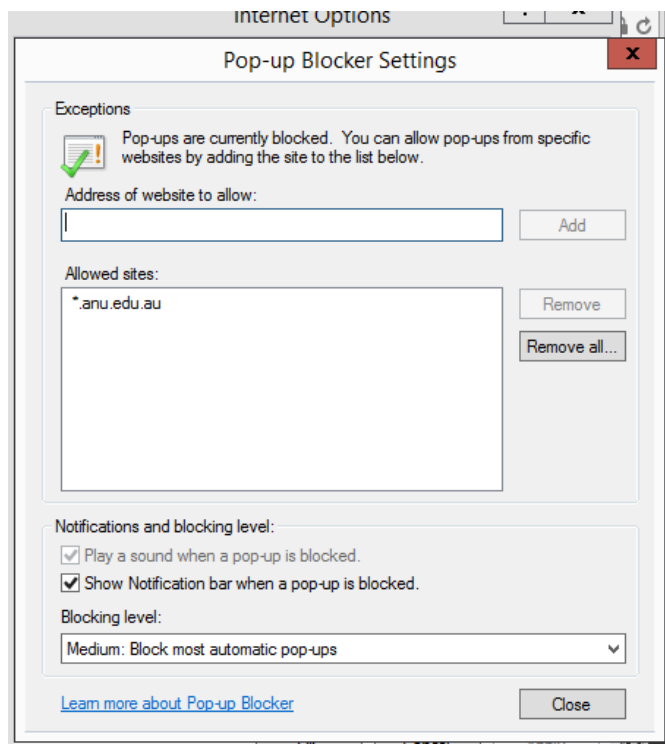 Internet Options
Pop-up Blocker Settings
x
Exceptions
Pop-ups are currently blocked. You can allow pop-ups from specific
websites by adding the site to the list below.
Address of website to allow:
Add
Allowed sites:
*.anu.edu.au
Remove
Remove all...
Notifications and blocking level:
Play a sound when a pop-up is blocked.
Show Notification bar when a pop-up is blocked.
Blocking level:
Medium: Block most automatic pop-ups
Learn more about Pop-up Blocker
Close